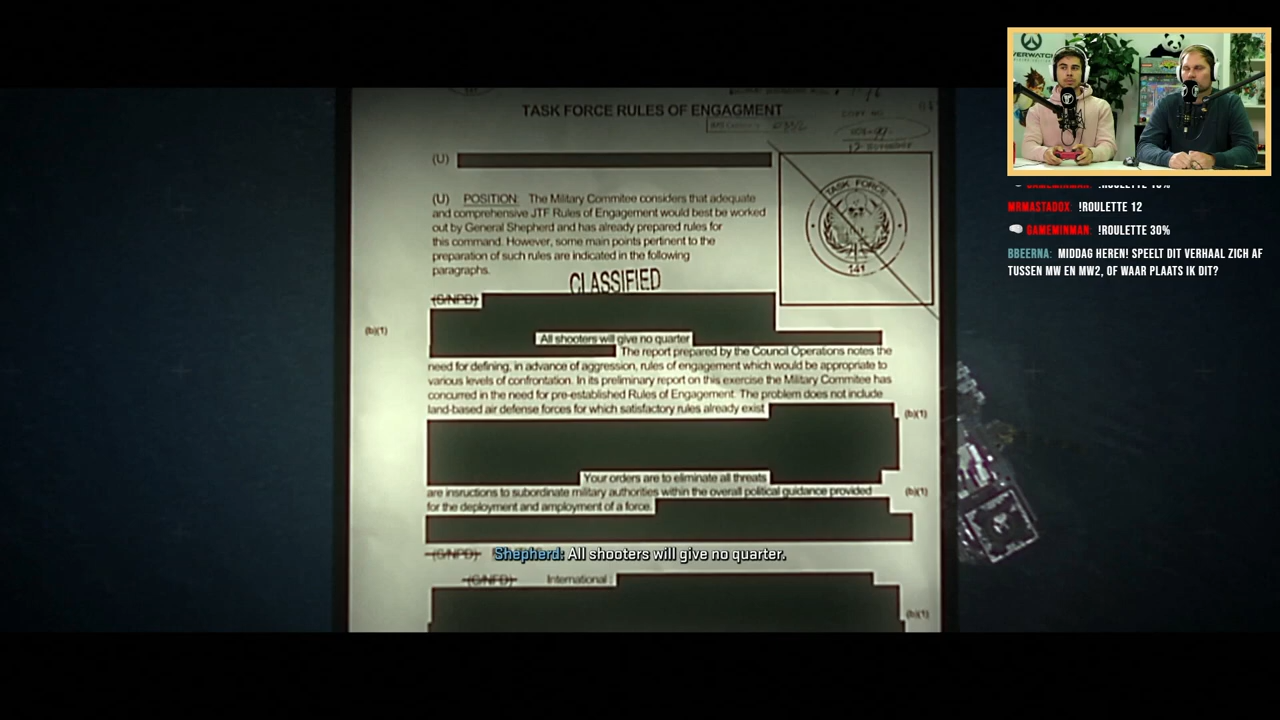 TASK FORCE RULES OF ENGAGMENT
(U)
(U) POSITION: The Military Commitee considers that adequate
and comprehensive JTF Rules of Engagement would best be worked
out by General Shepherd and has already prepared rules for
this command. However, some main points pertinent to the
preparation of such rules are indicated in the following
paragraphs.
CLASSIFIED
TASK FORCE
141
(b)(1)
All shooters will give no quarter
The report prepared by the Council Operations notes the
need for defining, in advance of aggression, rules of engagement which would be appropriate to
various levels of confrontation. In its preliminary report on this exercise the Military Commitee has
concurred in the need for pre-established Rules of Engagement. The problem does not include
land-based air defense forces for which satisfactory rules already exist
(b)(1)
Your orders are to eliminate all threats
are insructions to subordinate military authorities within the overall political guidance provided
(b)(1)
for the deployment and amployment of a force.
Shepherd: All shooters will give no quarter.
International :
(b)(1)
OVERWATCH
MRMASTADOX: !ROULETTE 12
GAMEMINMAN: !ROULETTE 30%
BBEERNA: MIDDAG HEREN! SPEELT DIT VERHAAL ZICH AF
TUSSEN MW EN MW2, OF WAAR PLAATS IK DIT?